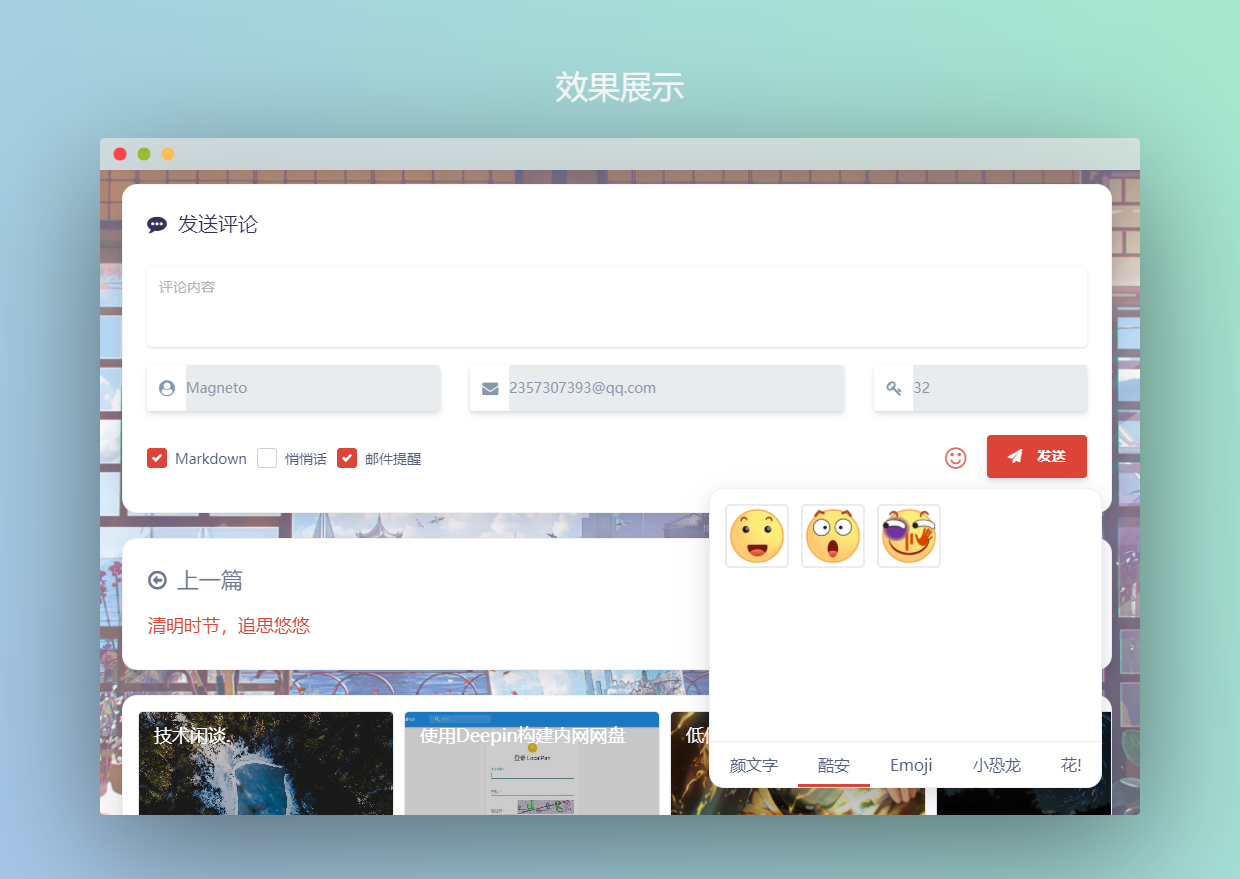 效果展示
发送评论
评论内容
Magneto
2357307393@qq.com
32
Markdown
悄悄话
邮件提醒
发送
上一篇
清明时节，追思悠悠
技术闲谈.
使用Deepin构建内网网盘
登录 LocalPan
颜文字
酷安
Emoji
小恐龙
花!